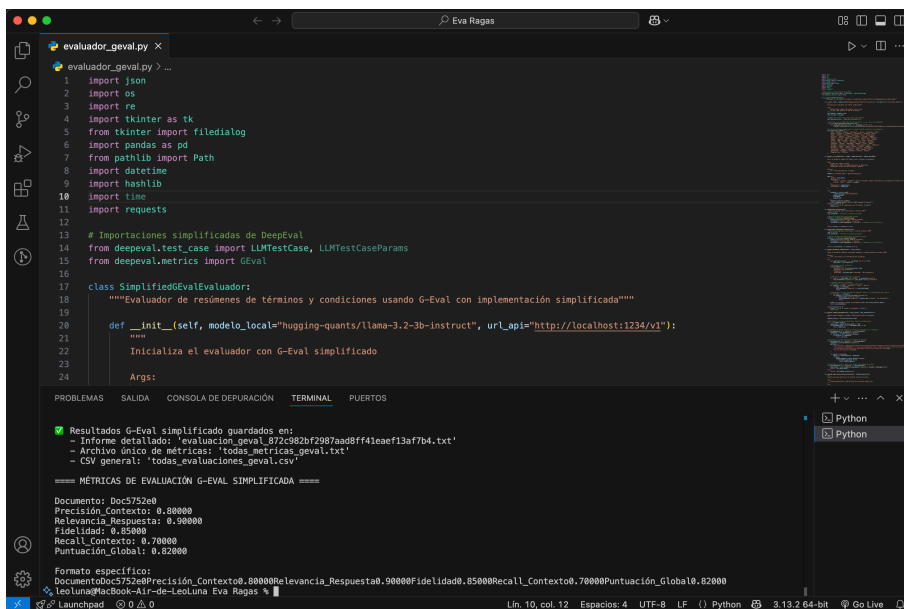 Eva Ragas
evaluador_geval.py
evaluador_geval.py > ...
1 import json
2 import os
3 import re
4 import tkinter as tk
5 from tkinter import filedialog
6 import pandas as pd
7 from pathlib import Path
8 import datetime
9 import hashlib
10 import time
11 import requests
12
13 # Importaciones simplificadas de DeepEval
14 from deepeval.test_case import LLMTestCase, LLMTestCaseParams
15 from deepeval.metrics import GEval
16
17 class SimplifiedGEvalEvaluador:
18 """Evaluador de resúmenes de términos y condiciones usando G-Eval con implementación simplificada"""
19
20 def __init__(self, modelo_local="hugging-quants/llama-3.2-3b-instruct", url_api="http://localhost:1234/v1"):
21 """
22 Inicializa el evaluador con G-Eval simplificado
23
24 Args:
PROBLEMAS SALIDA CONSOLA DE DEPURACIÓN TERMINAL PUERTOS
Python
Python
✅ Resultados G-Eval simplificado guardados en:
– Informe detallado: 'evaluacion_geval_872c982bf2987aad8ff41eaef13af7b4.txt'
– Archivo único de métricas: 'todas_metricas_geval.txt'
– CSV general: 'todas_evaluaciones_geval.csv'
==== MÉTRICAS DE EVALUACIÓN G-EVAL SIMPLIFICADA ====
Documento: Doc5752e0
Precisión_Contexto: 0.80000
Relevancia_Respuesta: 0.90000
Fidelidad: 0.85000
Recall_Contexto: 0.70000
Puntuación_Global: 0.82000
Formato específico:
DocumentoDoc5752e0Precisión_Contexto0.80000Relevancia_Respuesta0.90000Fidelidad0.85000Recall_Contexto0.70000Puntuación_Global0.82000
leoluna@MacBook-Air-de-LeoLuna Eva Ragas %
Launchpad 0 0 Lín. 10, col. 12 Espacios: 4 UTF-8 LF {} Python 3.13.2 64-bit Go Live